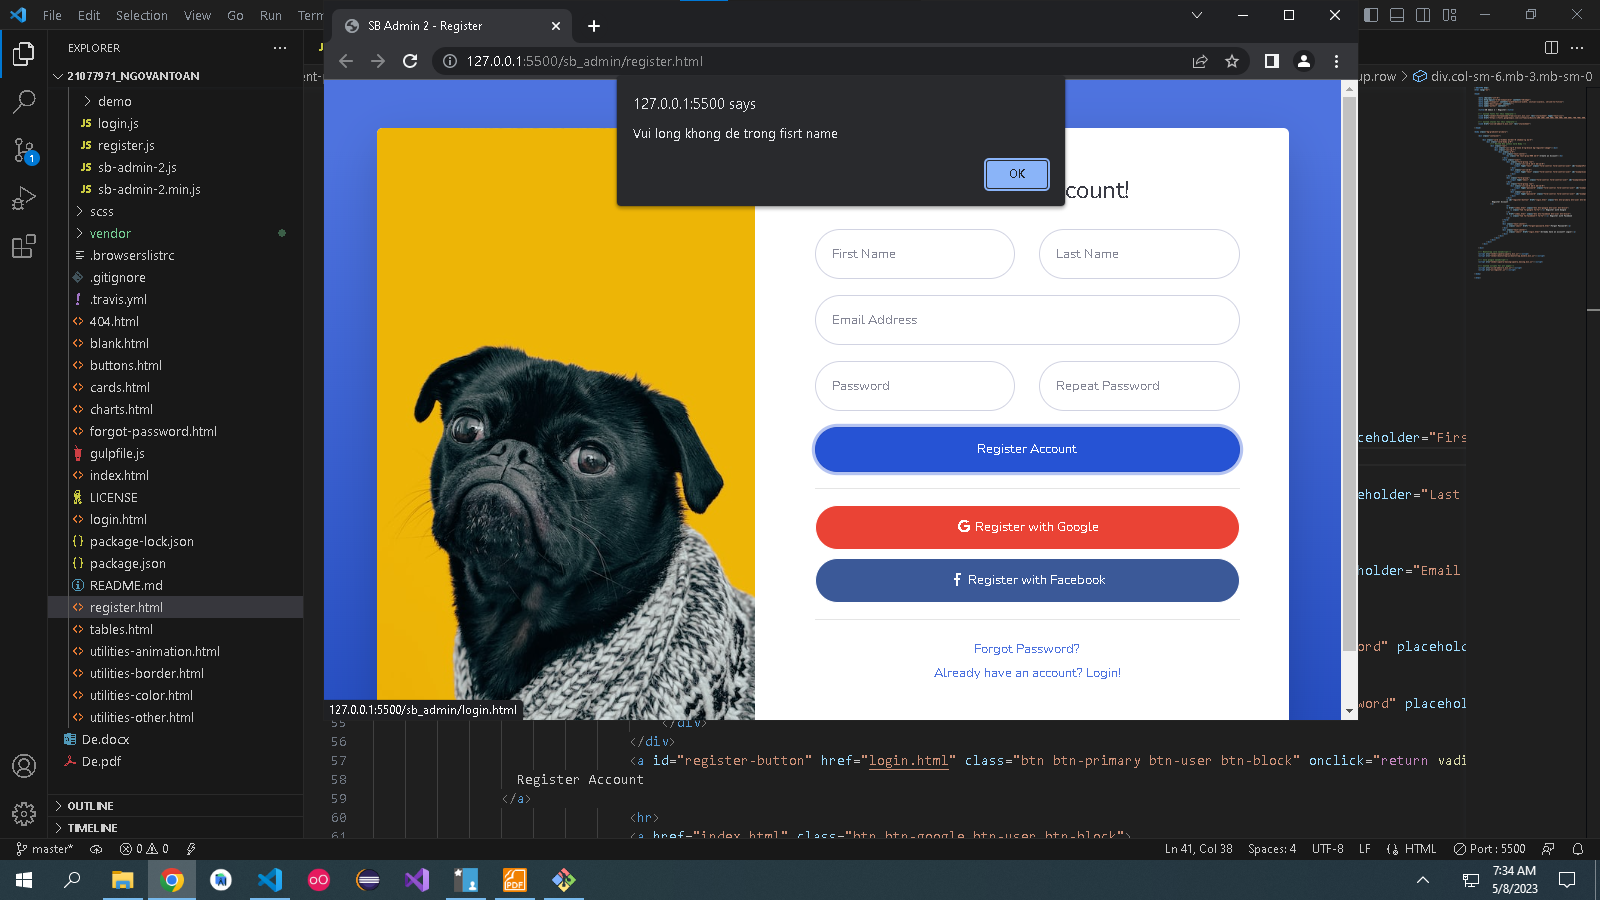 File Edit Selection View Go Run Term
SB Admin 2 - Register
127.0.0.1:5500/sb_admin/register.html
EXPLORER
21077971_NGOVANTOAN
demo
JS login.js
JS register.js
JS sb-admin-2.js
JS sb-admin-2.min.js
scss
vendor
.browserslistrc
.gitignore
.travis.yml
404.html
blank.html
buttons.html
cards.html
charts.html
forgot-password.html
gulpfile.js
index.html
LICENSE
login.html
package-lock.json
package.json
README.md
register.html
tables.html
utilities-animation.html
utilities-border.html
utilities-color.html
utilities-other.html
De.docx
De.pdf
OUTLINE
TIMELINE
1
up.row > div.col-sm-6.mb-3.mb-sm-0
127.0.0.1:5500 says
Vui long khong de trong fisrt name
OK
count!
First Name
Last Name
Email Address
Password
Repeat Password
Register Account
Register with Google
Register with Facebook
Forgot Password?
Already have an account? Login!
127.0.0.1:5500/sb_admin/login.html
ceholder="Firs
eholder="Last
holder="Email
ord" placehold
word" placehol
55 </div>
56 </div>
57 <a id="register-button" href="login.html" class="btn btn-primary btn-user btn-block" onclick="return vadi
58 Register Account
59 </a>
60 <hr>
61 <a href="index.html" class="btn btn-google btn-user btn-block">
master* 0 0
Ln 41, Col 38 Spaces: 4 UTF-8 LF HTML Port : 5500
7:34 AM
5/8/2023